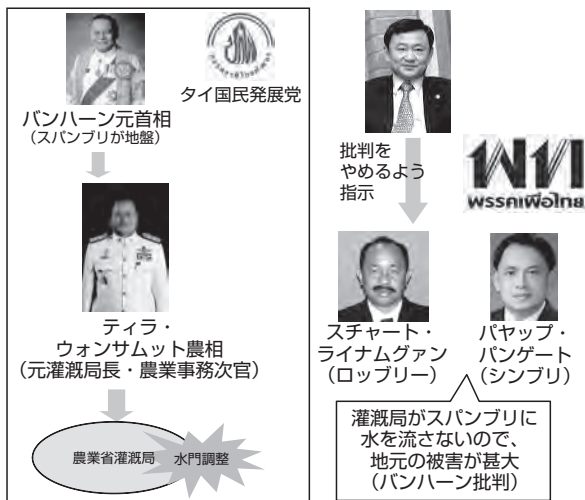 タイ国民発展党
バンハーン元首相
(スパンブリが地盤)
ティラ・
ウォンサムット農相
(元灌漑局長・農業事務次官)
農業省灌漑局
水門調整
批判を
やめるよう
指示
พท
พรรคเพื่อไทย
スチャート・
ライナムグァン
(ロッブリー)
パヤップ・
パンゲート
(シンブリ)
灌漑局がスパンブリに
水を流さないので、
地元の被害が甚大
(バンハーン批判)